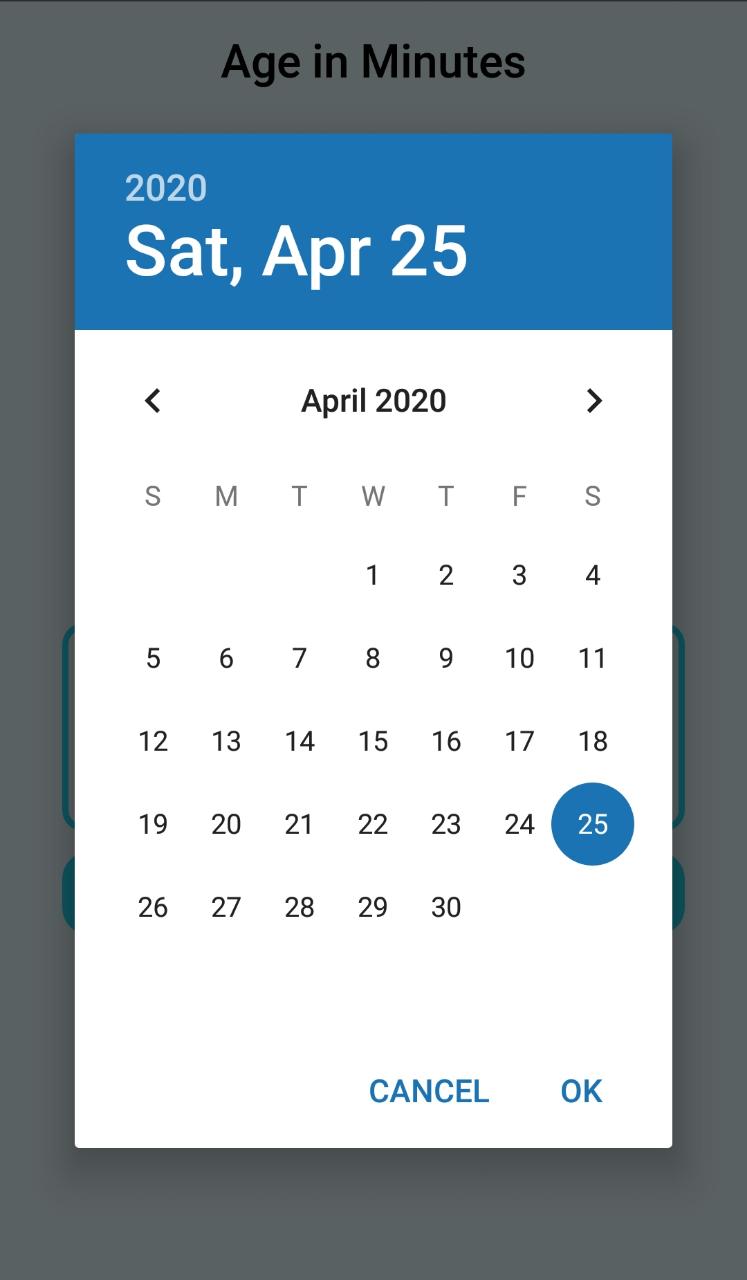 Age in Minutes
2020
Sat, Apr 25
April 2020
S M T W T F S
1 2 3 4
5 6 7 8 9 10 11
12 13 14 15 16 17 18
19 20 21 22 23 24 25
26 27 28 29 30
CANCEL OK